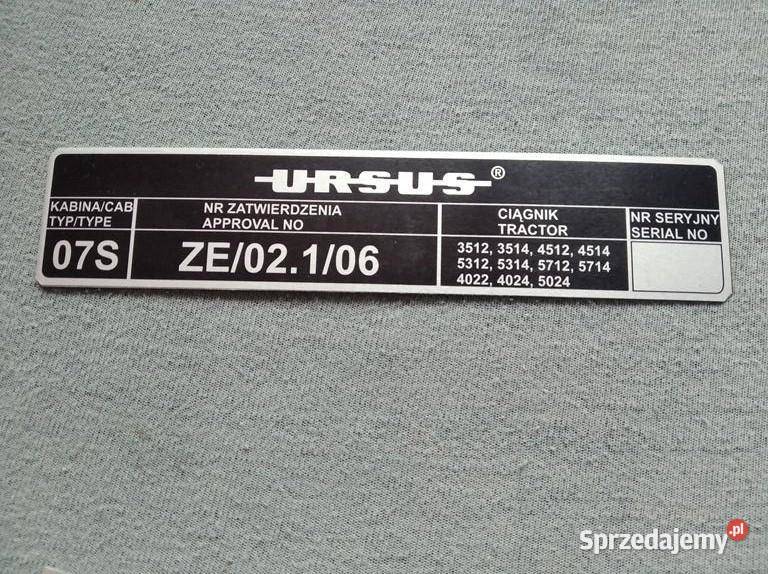 URSUS®
KABINA/CAB
TYP/TYPE
07S
NR ZATWIERDZENIA
APPROVAL NO
ZE/02.1/06
CIĄGNIK
TRACTOR
3512, 3514, 4512, 4514
5312, 5314, 5712, 5714
4022, 4024, 5024
NR SERYJNY
SERIAL NO
Sprzedajemy.pl